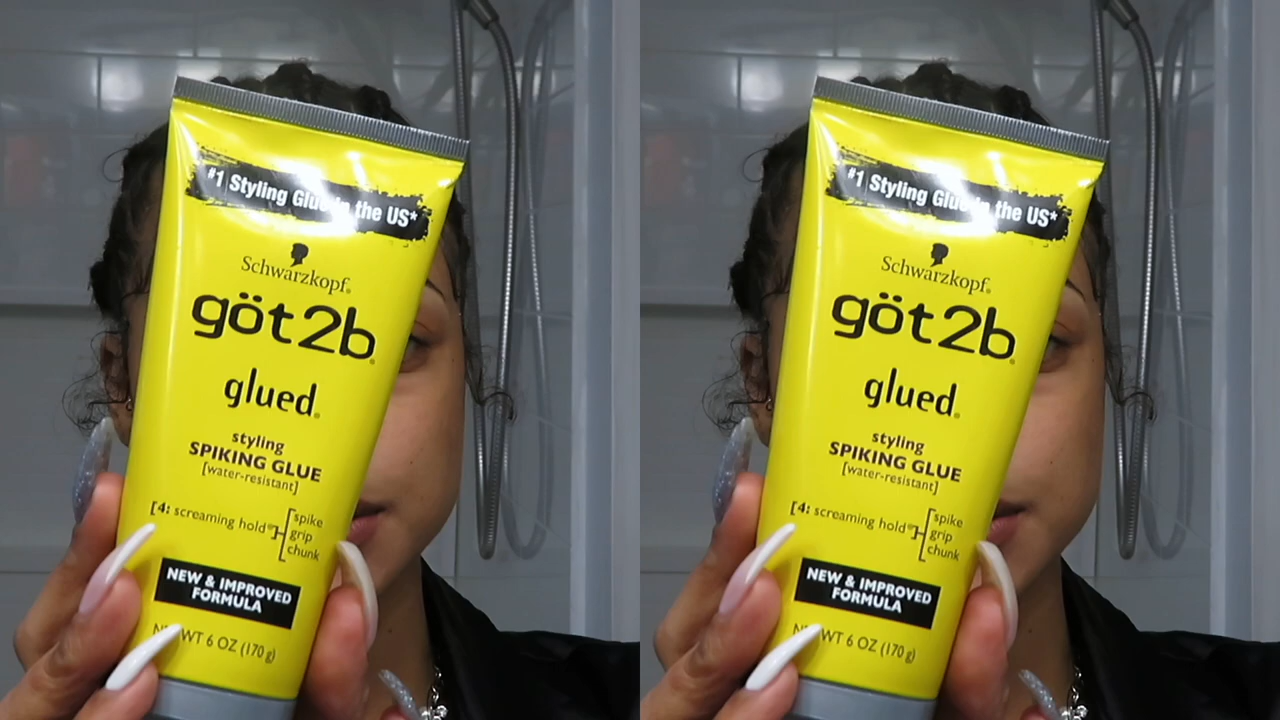 #1 Styling Glue in the US*
Schwarzkopf®
göt2b®
glued®
styling
SPIKING GLUE
[water-resistant]
[4: screaming hold®]
spike
grip
chunk
NEW & IMPROVED
FORMULA
WT 6 OZ (170 g)
#1 Styling Glue in the US*
Schwarzkopf®
göt2b®
glued®
styling
SPIKING GLUE
[water-resistant]
[4: screaming hold®]
spike
grip
chunk
NEW & IMPROVED
FORMULA
WT 6 OZ (170 g)